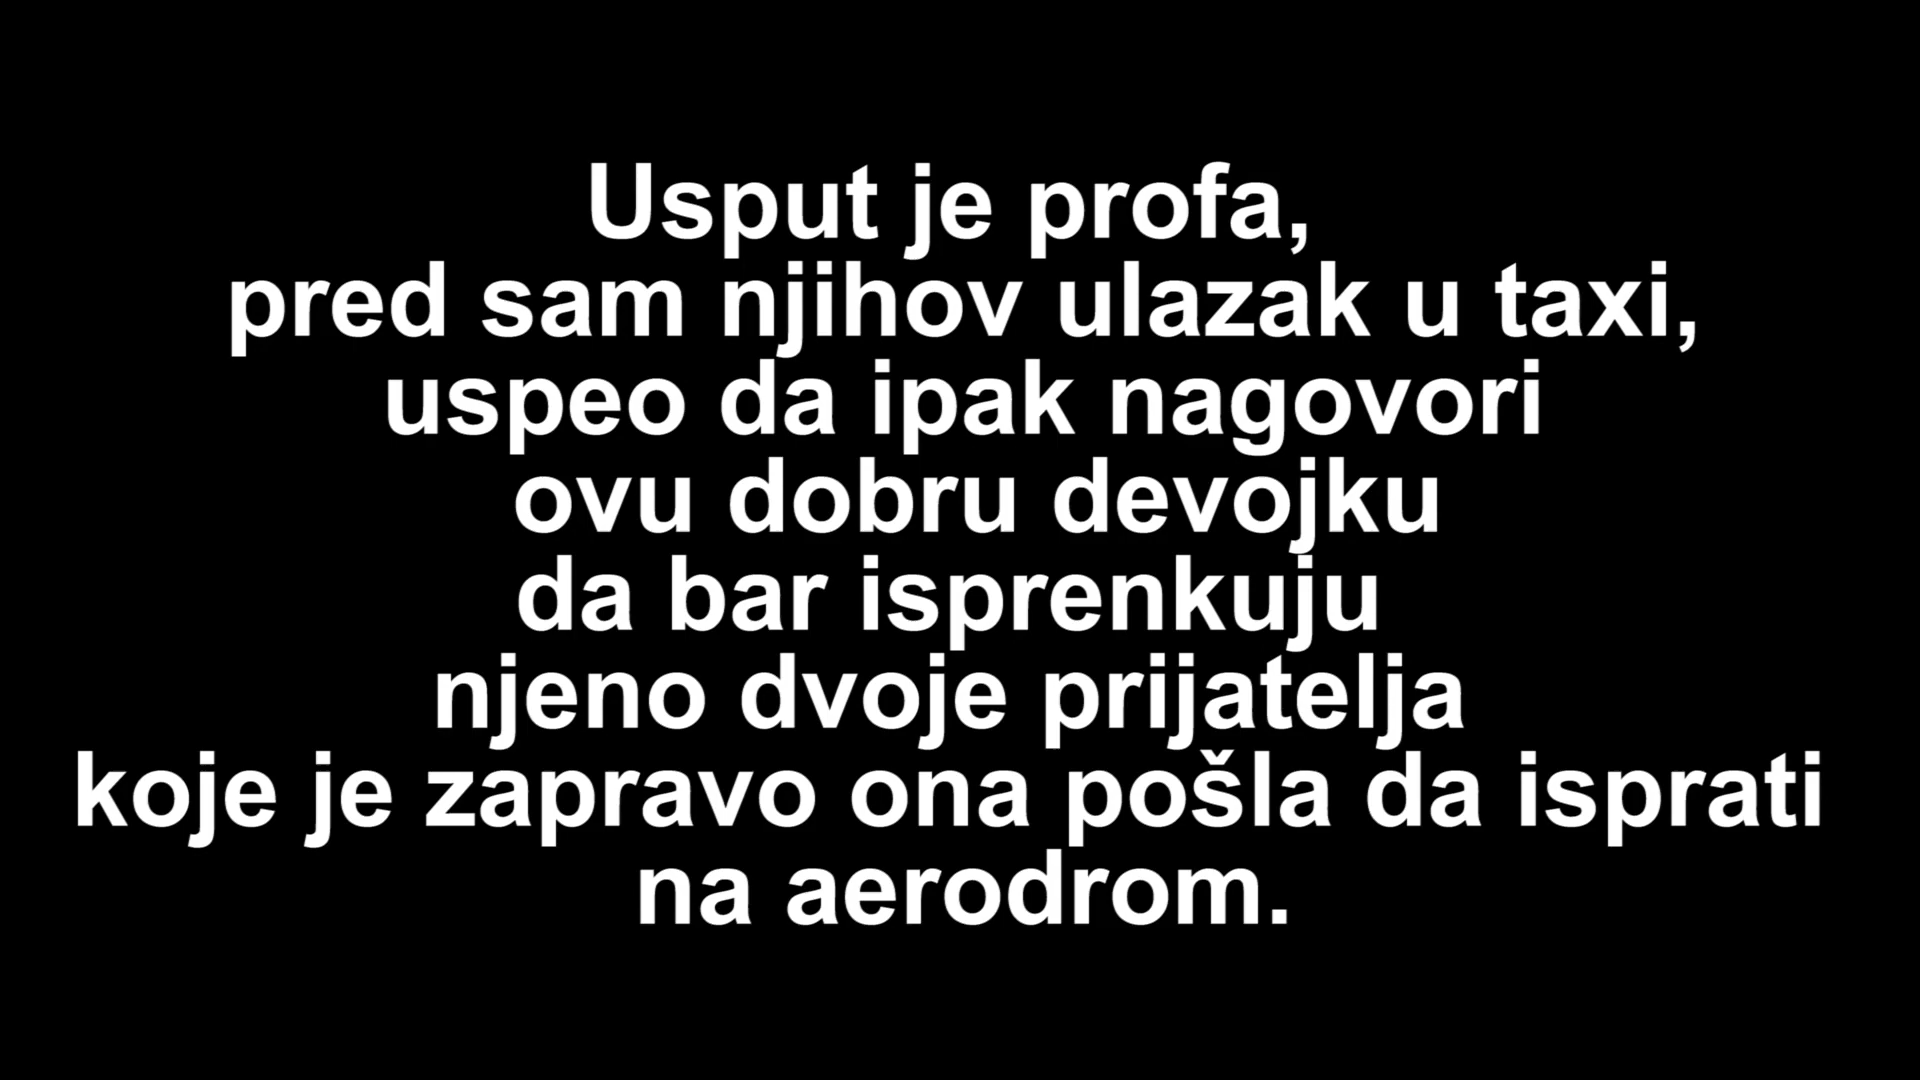 Usput je profa,
pred sam njihov ulazak u taxi,
uspeo da ipak nagovori
ovu dobru devojku
da bar isprenkuju
njeno dvoje prijatelja
koje je zapravo ona pošla da isprati
na aerodrom.